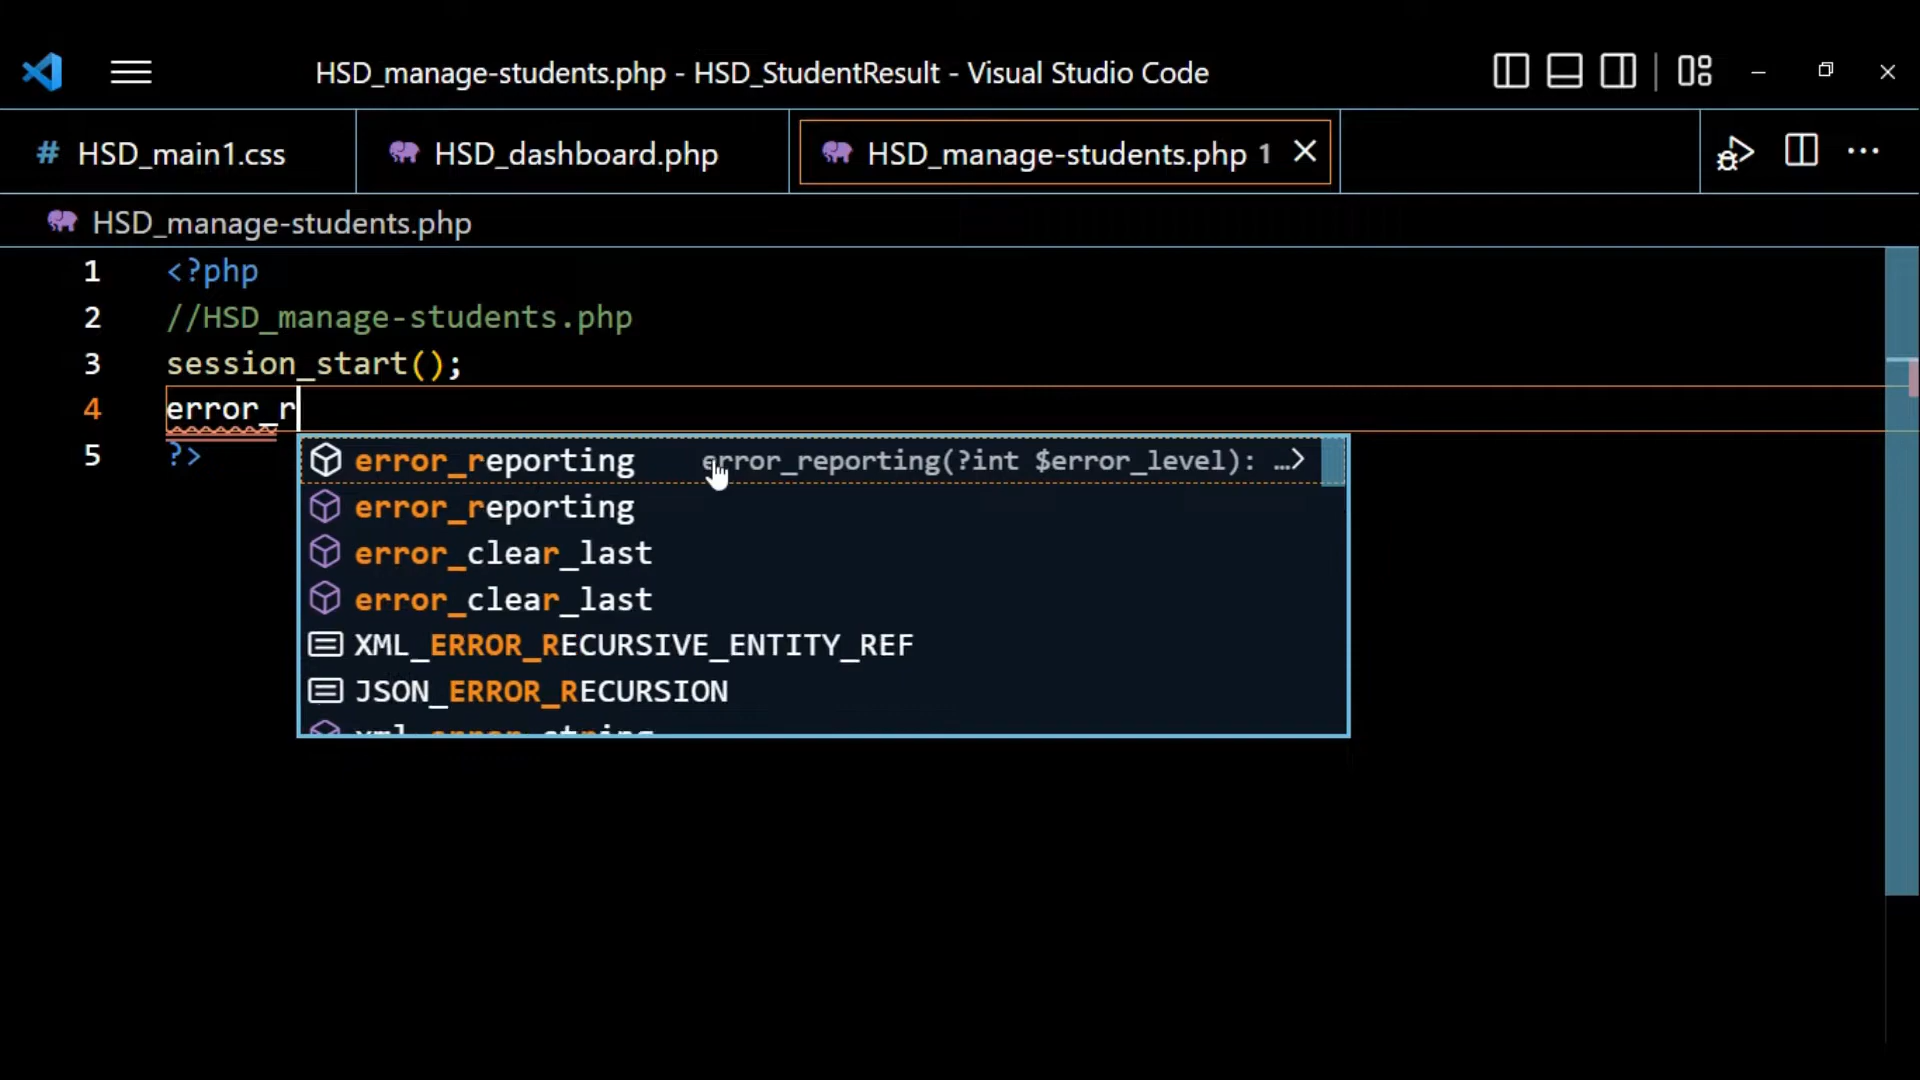 HSD_manage-students.php - HSD_StudentResult - Visual Studio Code
# HSD_main1.css
HSD_dashboard.php
HSD_manage-students.php 1
HSD_manage-students.php
1 <?php
2 //HSD_manage-students.php
3 session_start();
4 error_r
5 ?>
error_reporting error_reporting(?int $error_level): …>
error_reporting
error_clear_last
error_clear_last
XML_ERROR_RECURSIVE_ENTITY_REF
JSON_ERROR_RECURSION
xml_error_string